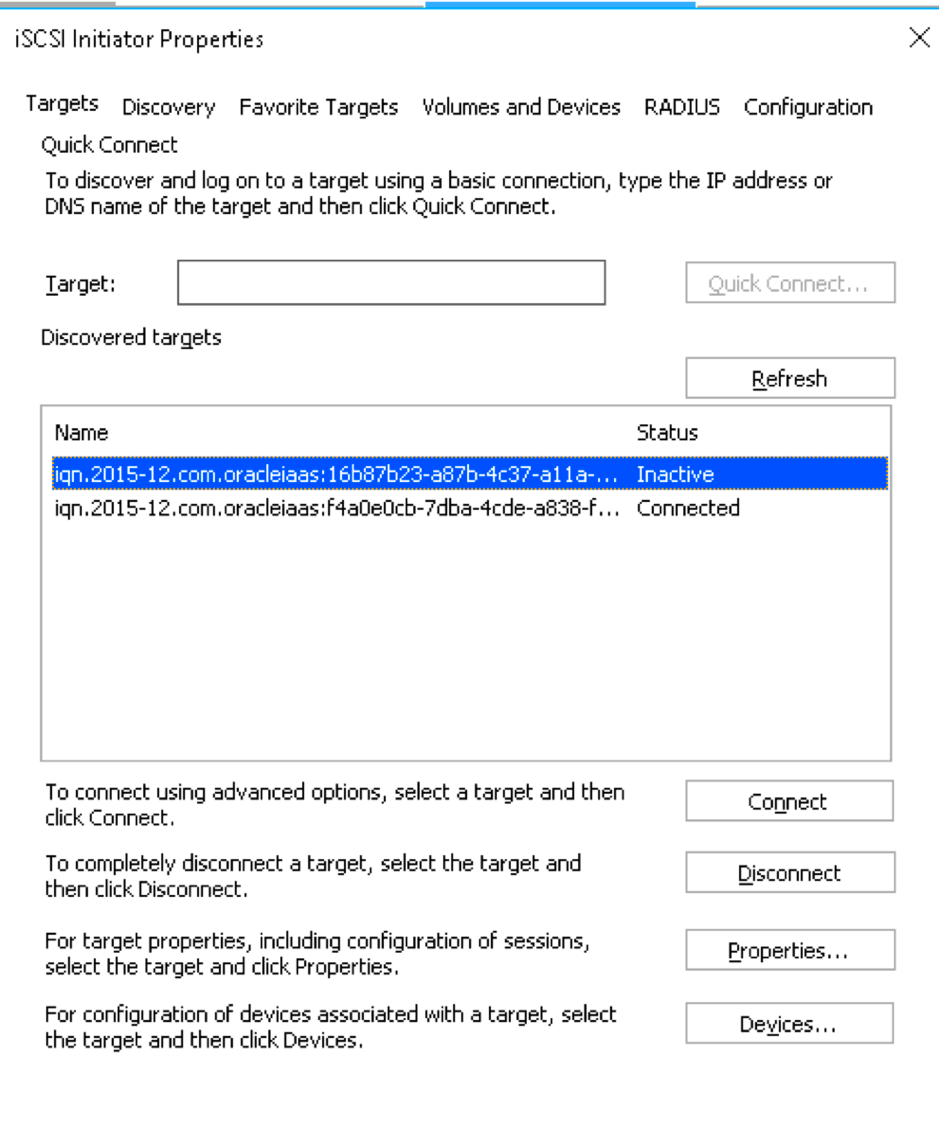 iSCSI Initiator Properties
Targets Discovery Favorite Targets Volumes and Devices RADIUS Configuration
Quick Connect
To discover and log on to a target using a basic connection, type the IP address or
DNS name of the target and then click Quick Connect.
Target:
Quick Connect...
Discovered targets
Refresh
Name Status
iqn.2015-12.com.oracleiaas:16b87b23-a87b-4c37-a11a-... Inactive
iqn.2015-12.com.oracleiaas:f4a0e0cb-7dba-4cde-a838-f... Connected
To connect using advanced options, select a target and then
click Connect.
Connect
To completely disconnect a target, select the target and
then click Disconnect.
Disconnect
For target properties, including configuration of sessions,
select the target and click Properties.
Properties...
For configuration of devices associated with a target, select
the target and then click Devices.
Devices...